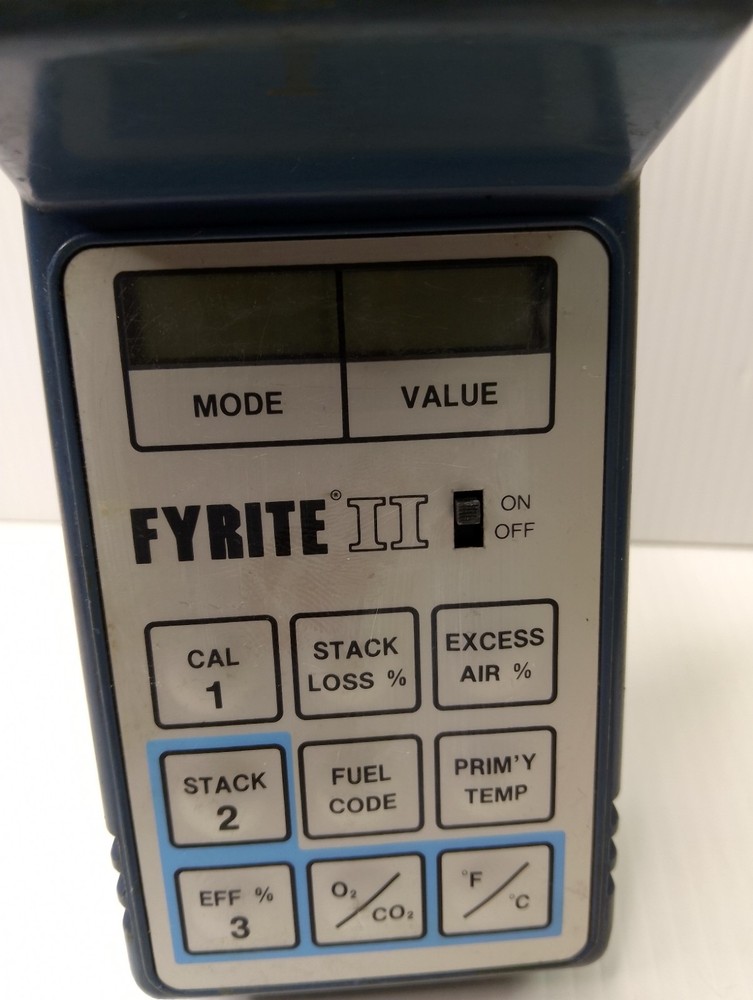 MODE VALUE
FYRITE® II ON
OFF
CAL
1
STACK
LOSS %
EXCESS
AIR %
STACK
2
FUEL
CODE
PRIM'Y
TEMP
EFF %
3
O₂/CO₂
°F/°C